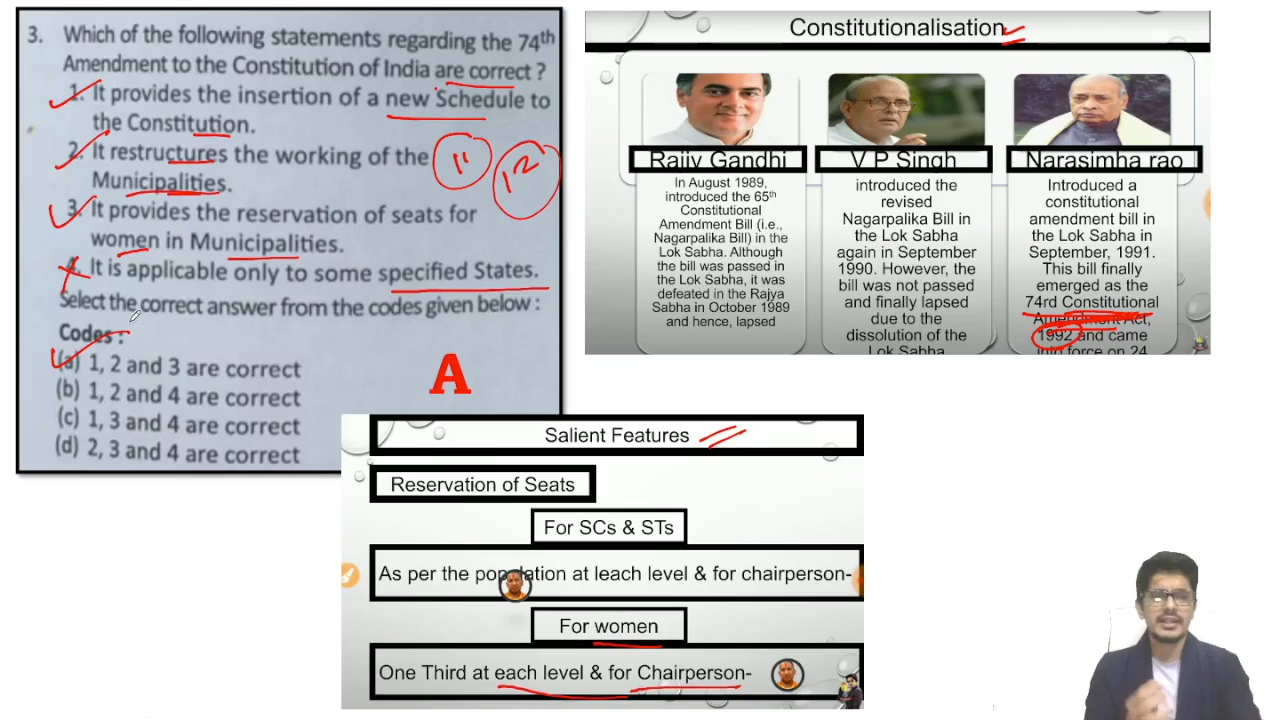 3. Which of the following statements regarding the 74th
Amendment to the Constitution of India are correct ?
1. It provides the insertion of a new Schedule to
the Constitution.
2. It restructures the working of the
Municipalities.
3. It provides the reservation of seats for
women in Municipalities.
4. It is applicable only to some specified States.
Select the correct answer from the codes given below :
Codes :
(a) 1, 2 and 3 are correct
(b) 1, 2 and 4 are correct
(c) 1, 3 and 4 are correct
(d) 2, 3 and 4 are correct
11
12
A
Constitutionalisation
Rajiv Gandhi
In August 1989,
introduced the 65th
Constitutional
Amendment Bill (i.e.,
Nagarpalika Bill) in the
Lok Sabha. Although
the bill was passed in
the Lok Sabha, it was
defeated in the Rajya
Sabha in October 1989
and hence, lapsed
V P Singh
introduced the
revised
Nagarpalika Bill in
the Lok Sabha
again in September
1990. However, the
bill was not passed
and finally lapsed
due to the
dissolution of the
Lok Sabha
Narasimha rao
Introduced a
constitutional
amendment bill in
the Lok Sabha in
September, 1991.
This bill finally
emerged as the
74rd Constitutional
Amendment Act,
1992 and came
into force on 24
Salient Features
Reservation of Seats
For SCs & STs
As per the population at leach level & for chairperson-
For women
One Third at each level & for Chairperson-